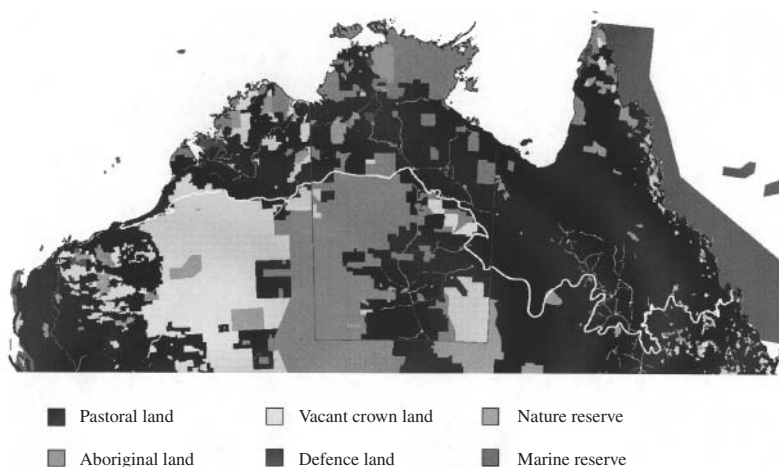 Pastoral land Vacant crown land Nature reserve
Aboriginal land Defence land Marine reserve